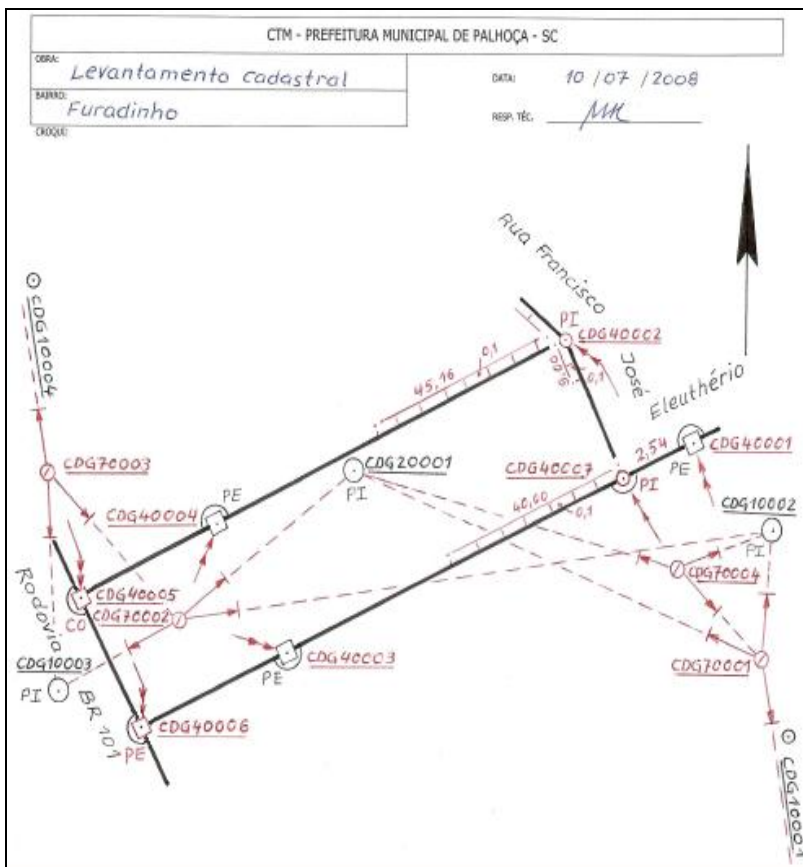 CTM - PREFEITURA MUNICIPAL DE PALHOÇA - SC
OBRA: Levantamento cadastral
DATA: 10 / 07 / 2008
BAIRRO: Furadinho
RESP. TÉC.
CROQUI:
Rua Francisco
José
Eleuthério
CDG10004
PI
CDG40002
0,1
45,16
9,00
0,1
CDG70003
CDG20001
PI
CDG40007
PI
2,54
CDG40001
PE
PE
CDG40004
40,60
0,1
CDG10002
PI
CDG40005
CO
CDG70002
CDG70004
Rodovia
BR 101
CDG10003
PI
CDG40003
PE
CDG70001
CDG40006
PE
CDG10001